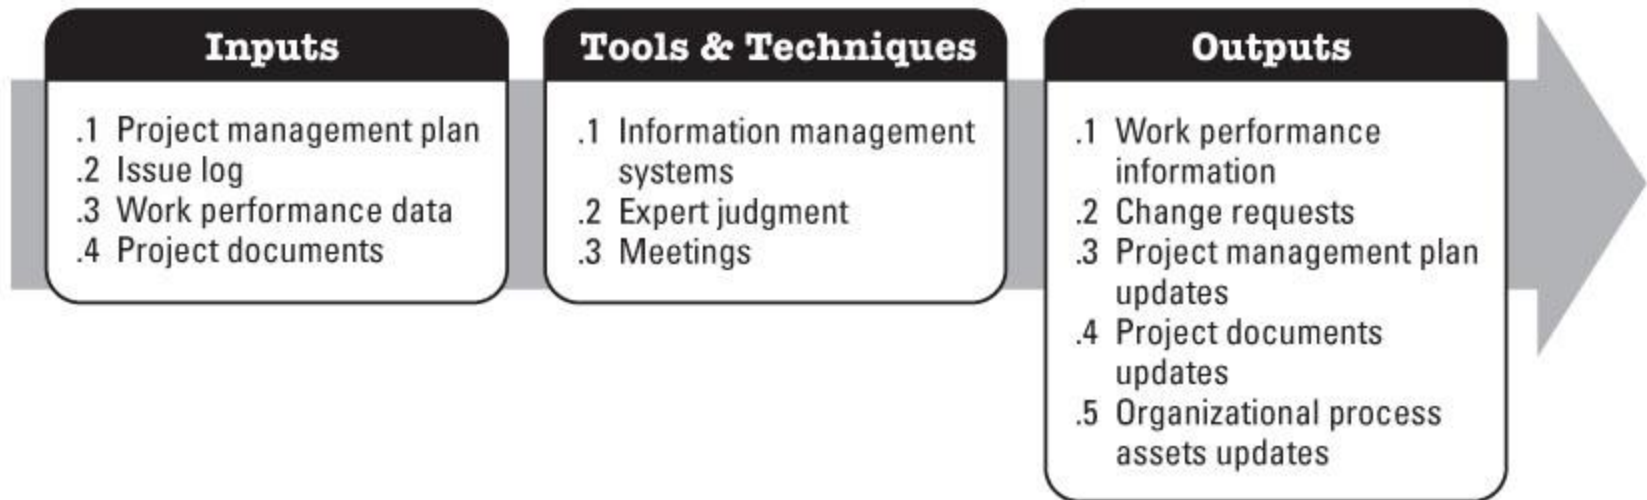 Inputs
.1 Project management plan
.2 Issue log
.3 Work performance data
.4 Project documents
Tools & Techniques
.1 Information management
systems
.2 Expert judgment
.3 Meetings
Outputs
.1 Work performance
information
.2 Change requests
.3 Project management plan
updates
.4 Project documents
updates
.5 Organizational process
assets updates